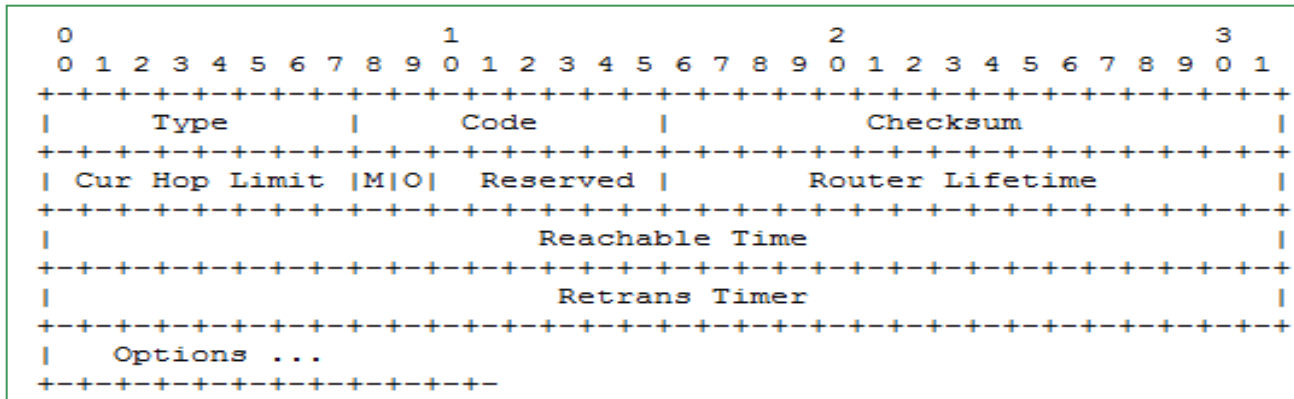 0                   1                   2                   3
0 1 2 3 4 5 6 7 8 9 0 1 2 3 4 5 6 7 8 9 0 1 2 3 4 5 6 7 8 9 0 1
+-+-+-+-+-+-+-+-+-+-+-+-+-+-+-+-+-+-+-+-+-+-+-+-+-+-+-+-+-+-+-+-+
|     Type      |     Code      |          Checksum             |
+-+-+-+-+-+-+-+-+-+-+-+-+-+-+-+-+-+-+-+-+-+-+-+-+-+-+-+-+-+-+-+-+
| Cur Hop Limit |M|O|  Reserved |       Router Lifetime         |
+-+-+-+-+-+-+-+-+-+-+-+-+-+-+-+-+-+-+-+-+-+-+-+-+-+-+-+-+-+-+-+-+
|                         Reachable Time                        |
+-+-+-+-+-+-+-+-+-+-+-+-+-+-+-+-+-+-+-+-+-+-+-+-+-+-+-+-+-+-+-+-+
|                          Retrans Timer                        |
+-+-+-+-+-+-+-+-+-+-+-+-+-+-+-+-+-+-+-+-+-+-+-+-+-+-+-+-+-+-+-+-+
|   Options ...
+-+-+-+-+-+-+-+-+-+-+-+-